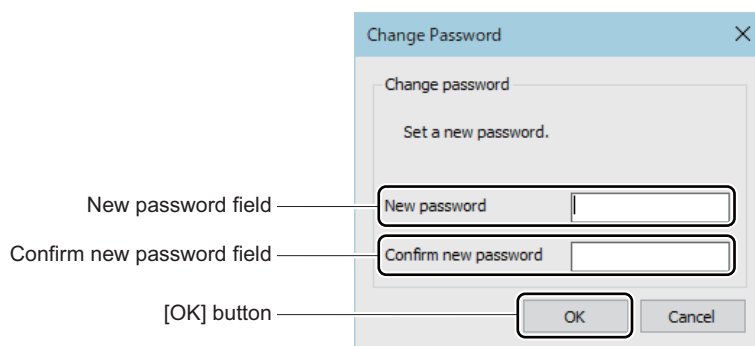 Change Password
Change password
Set a new password.
New password field
New password
Confirm new password field
Confirm new password
[OK] button
OK
Cancel